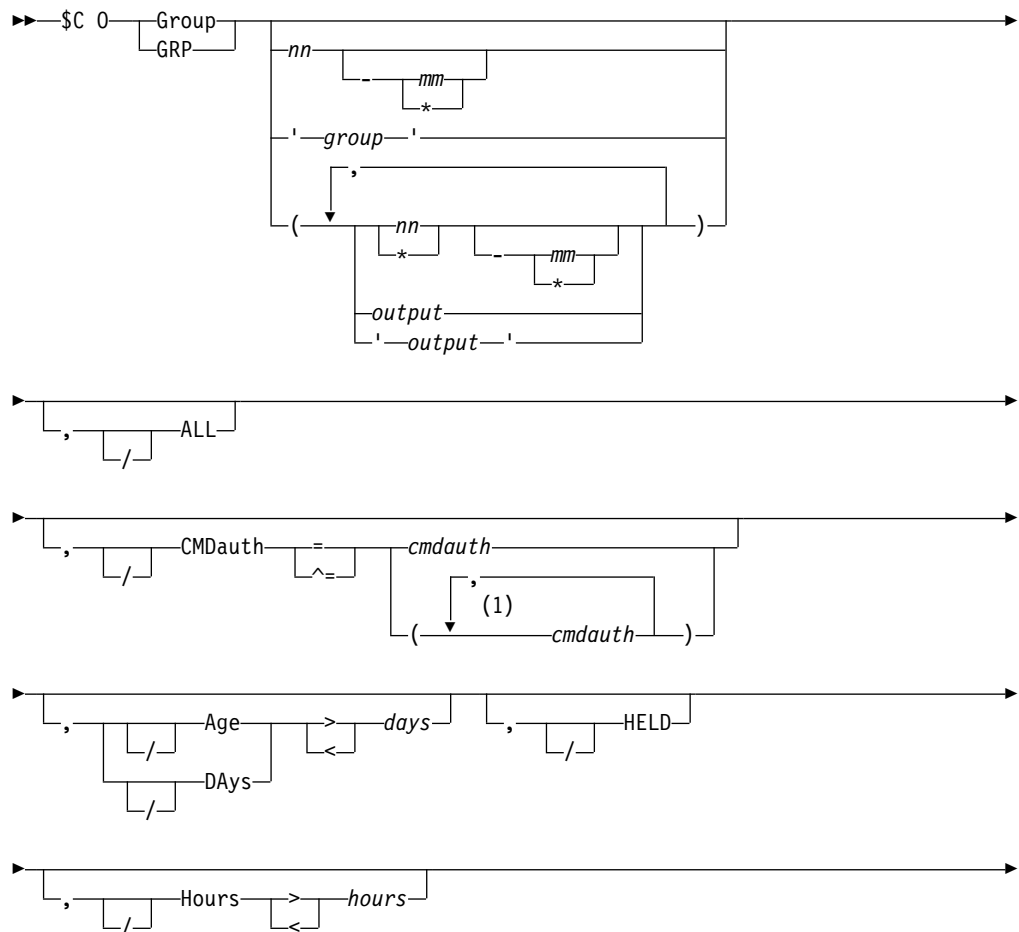 $C O Group
GRP
nn
- mm
*
' group '
,
( nn - mm )
* *
output
' output '
, / ALL
, / CMDauth = cmdauth
^=
,
(1)
( cmdauth )
, / Age > days , / HELD
/ DAys <
, / Hours > hours
<